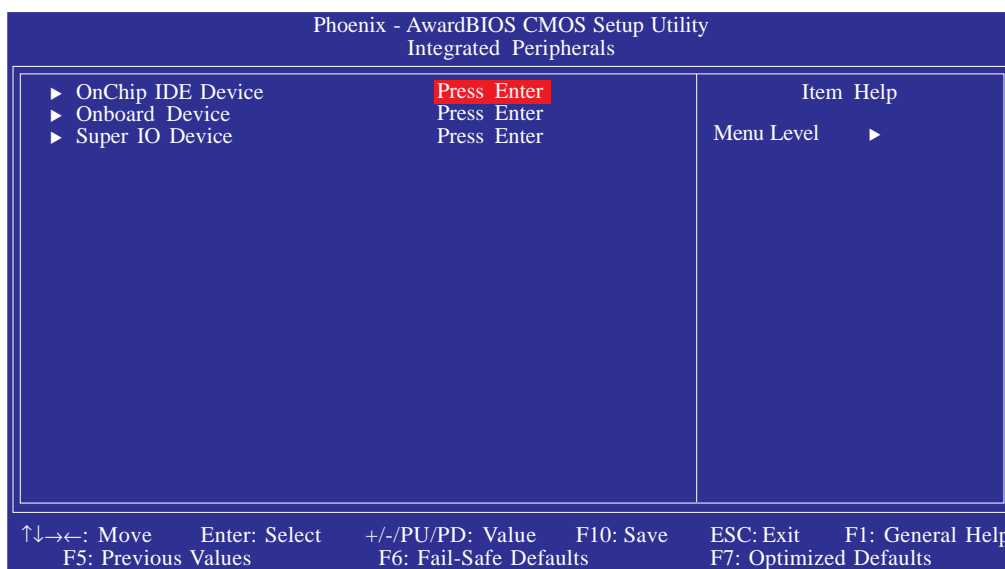 Phoenix - AwardBIOS CMOS Setup Utility
Integrated Peripherals
▶ OnChip IDE Device Press Enter
▶ Onboard Device Press Enter
▶ Super IO Device Press Enter
Item Help
Menu Level ▶
↑↓→←: Move Enter: Select +/-/PU/PD: Value F10: Save ESC: Exit F1: General Help
F5: Previous Values F6: Fail-Safe Defaults F7: Optimized Defaults